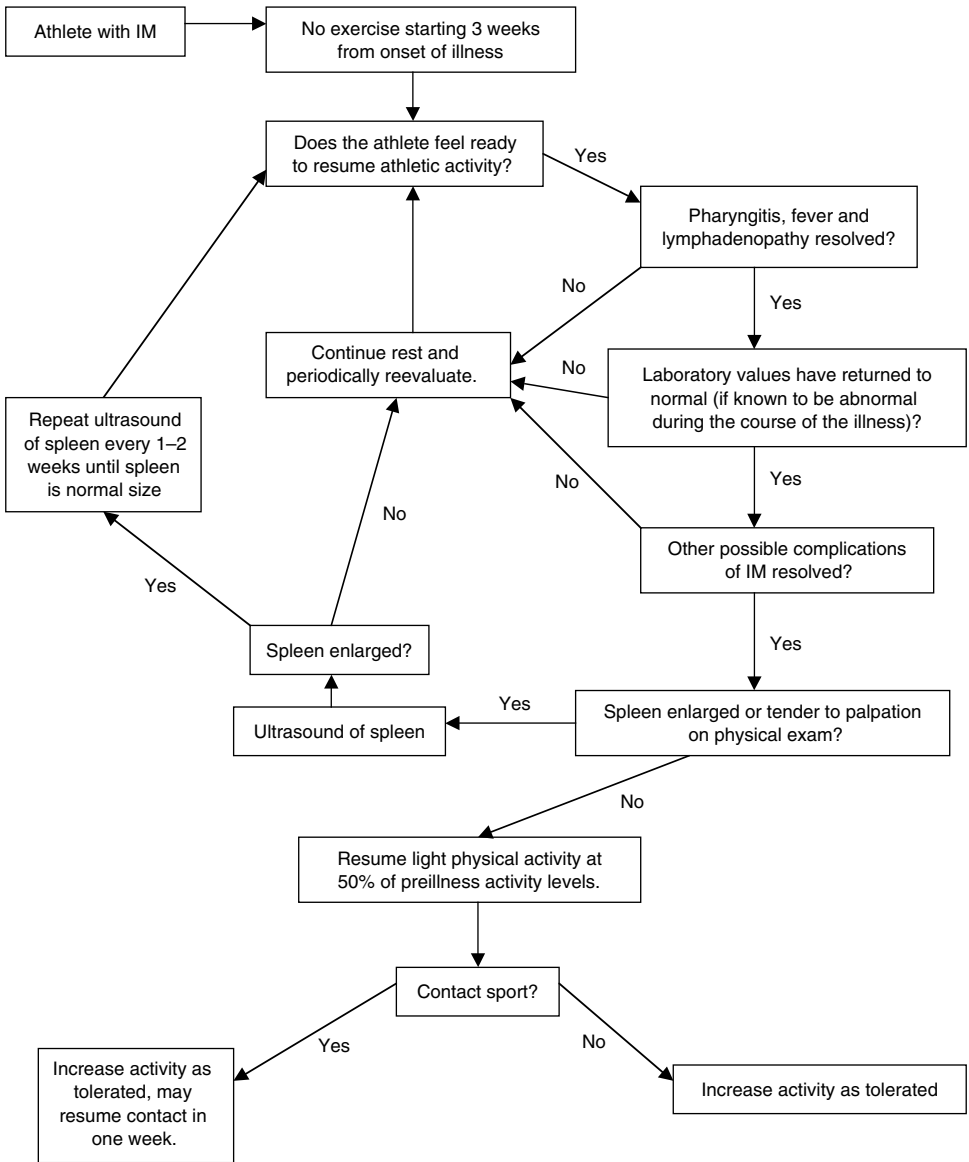 Athlete with IM
No exercise starting 3 weeks
from onset of illness
Does the athlete feel ready
to resume athletic activity?
Yes
Pharyngitis, fever and
lymphadenopathy resolved?
No
Yes
Continue rest and
periodically reevaluate.
No
Laboratory values have returned to
normal (if known to be abnormal
during the course of the illness)?
Repeat ultrasound
of spleen every 1–2
weeks until spleen
is normal size
No
No
Yes
Other possible complications
of IM resolved?
Yes
Spleen enlarged?
Yes
Ultrasound of spleen
Yes
Spleen enlarged or tender to palpation
on physical exam?
No
Resume light physical activity at
50% of preillness activity levels.
Contact sport?
Yes
No
Increase activity as
tolerated, may
resume contact in
one week.
Increase activity as tolerated